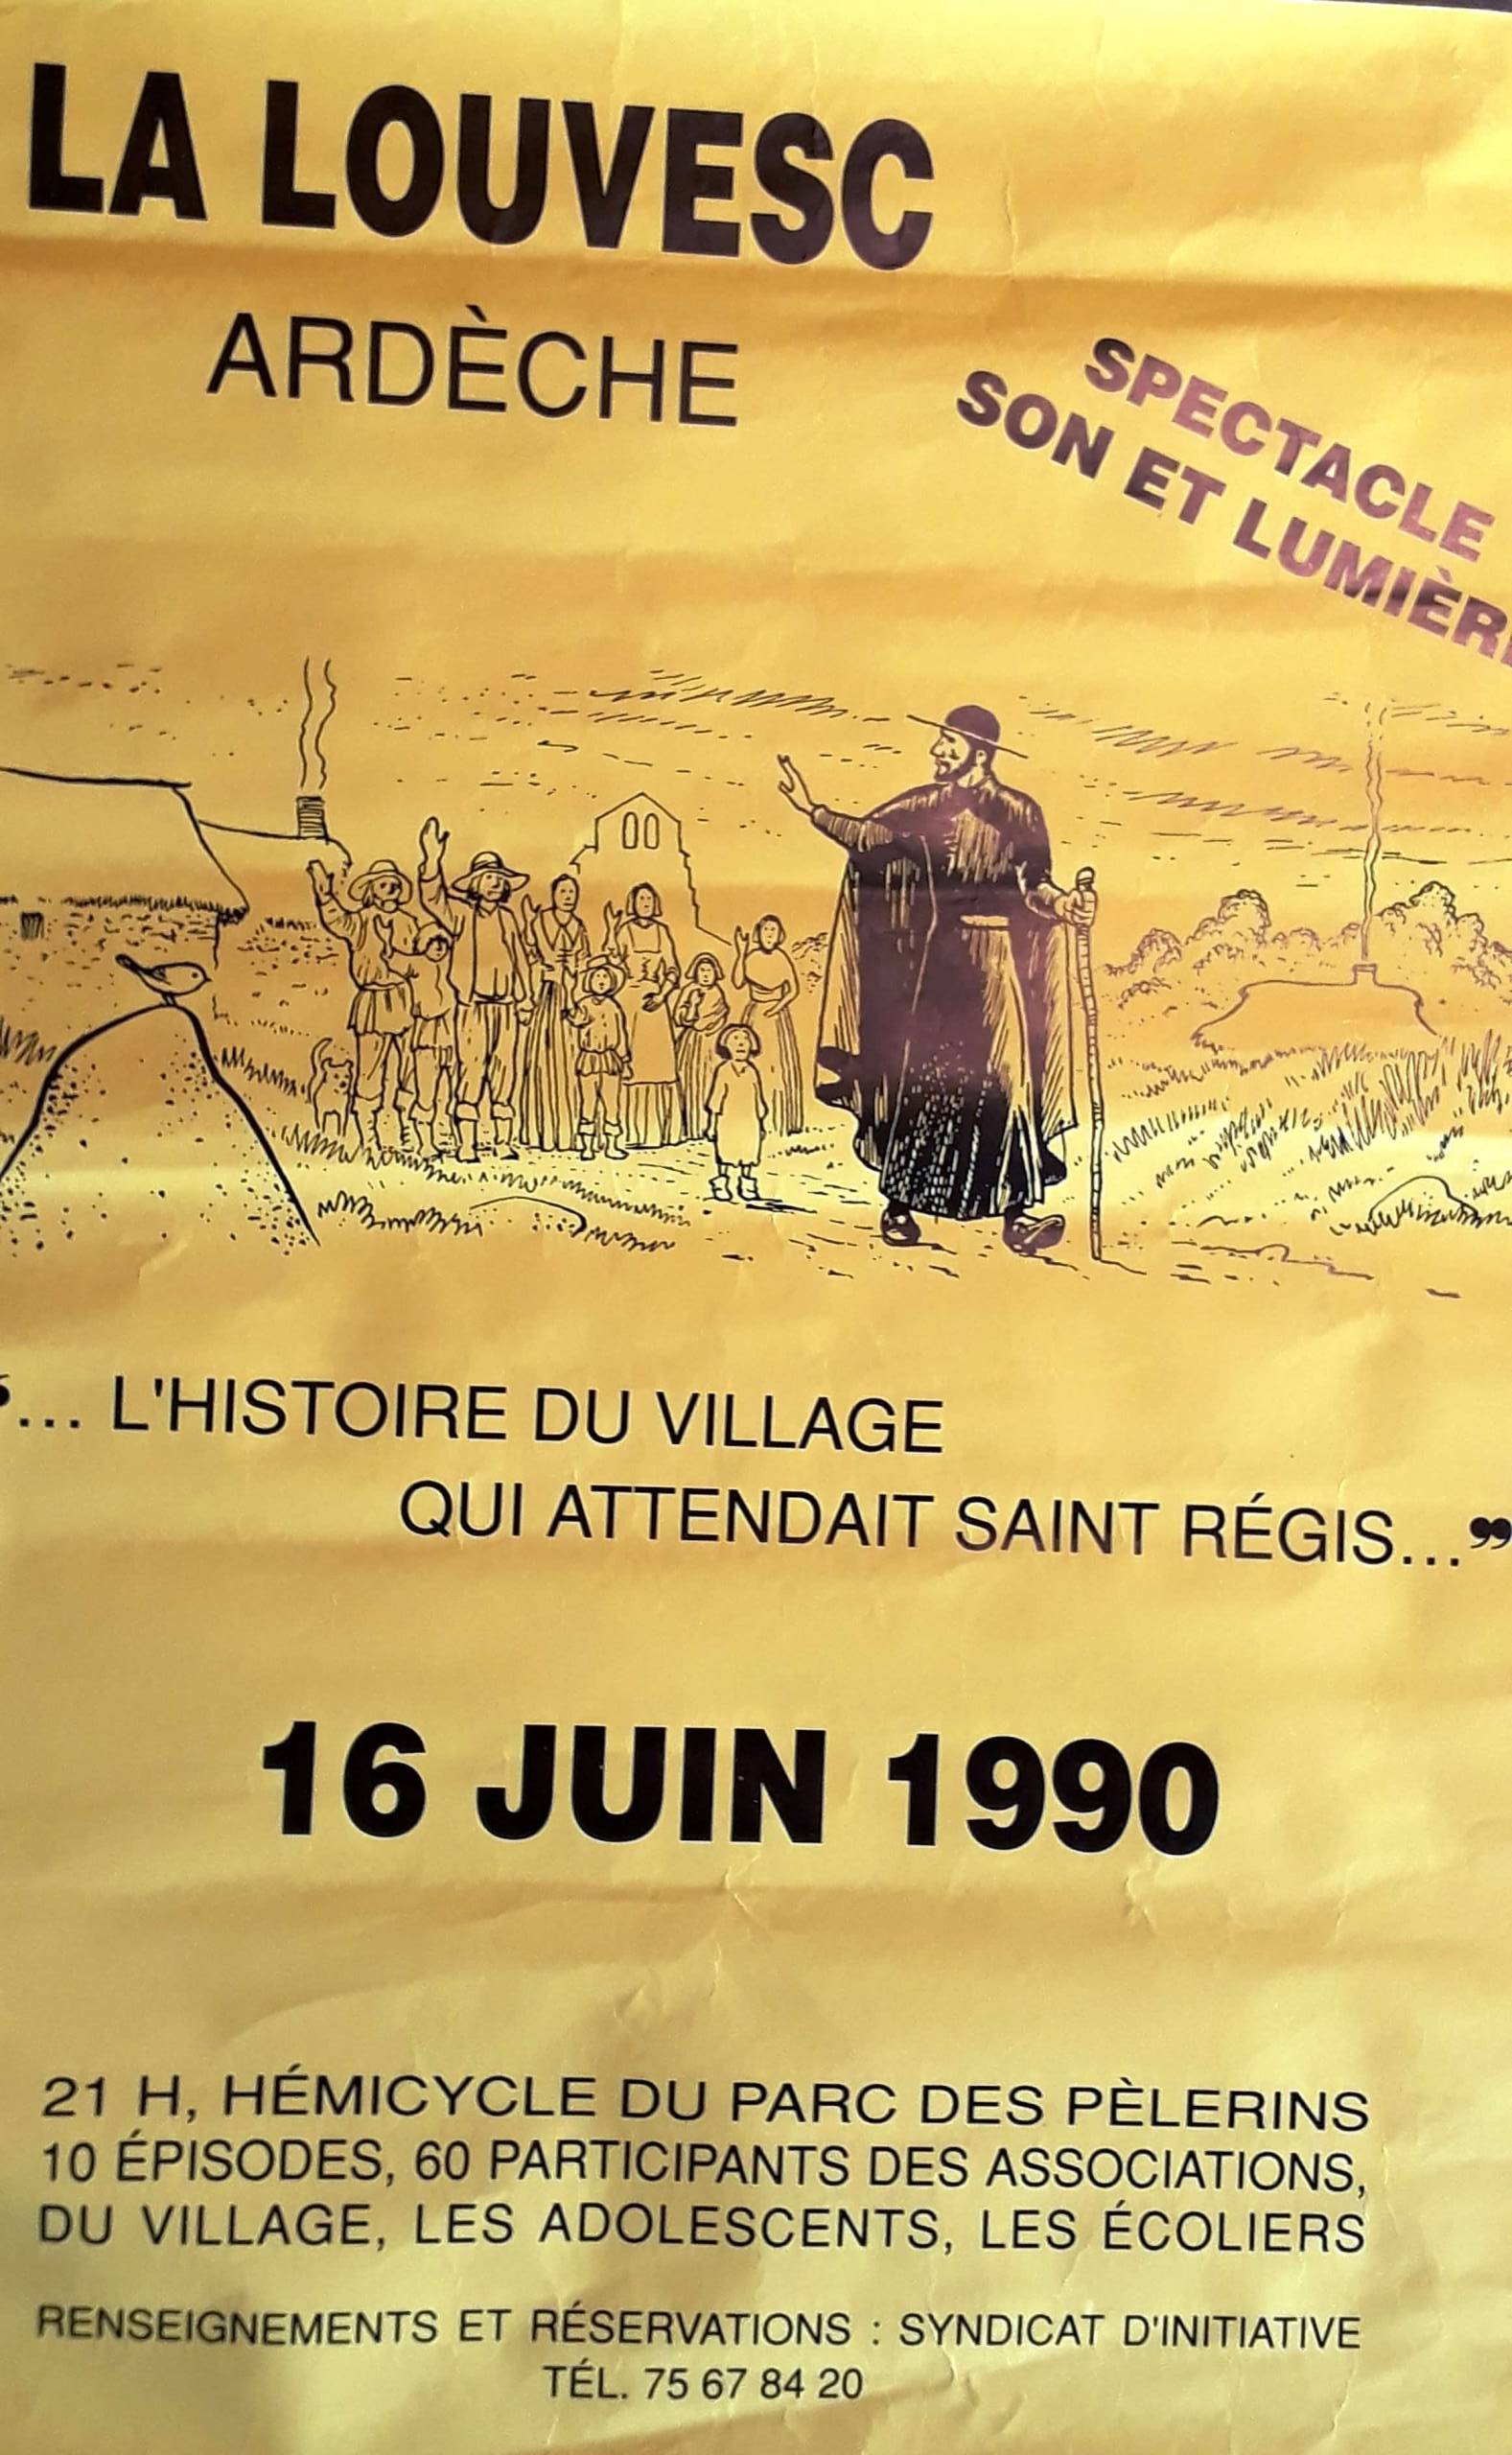 LA LOUVESC
ARDÈCHE
SPECTACLE
SON ET LUMIÈRE
“... L'HISTOIRE DU VILLAGE
QUI ATTENDAIT SAINT RÉGIS...”
16 JUIN 1990
21 H, HÉMICYCLE DU PARC DES PÈLERINS
10 ÉPISODES, 60 PARTICIPANTS DES ASSOCIATIONS,
DU VILLAGE, LES ADOLESCENTS, LES ÉCOLIERS
RENSEIGNEMENTS ET RÉSERVATIONS : SYNDICAT D'INITIATIVE
TÉL. 75 67 84 20